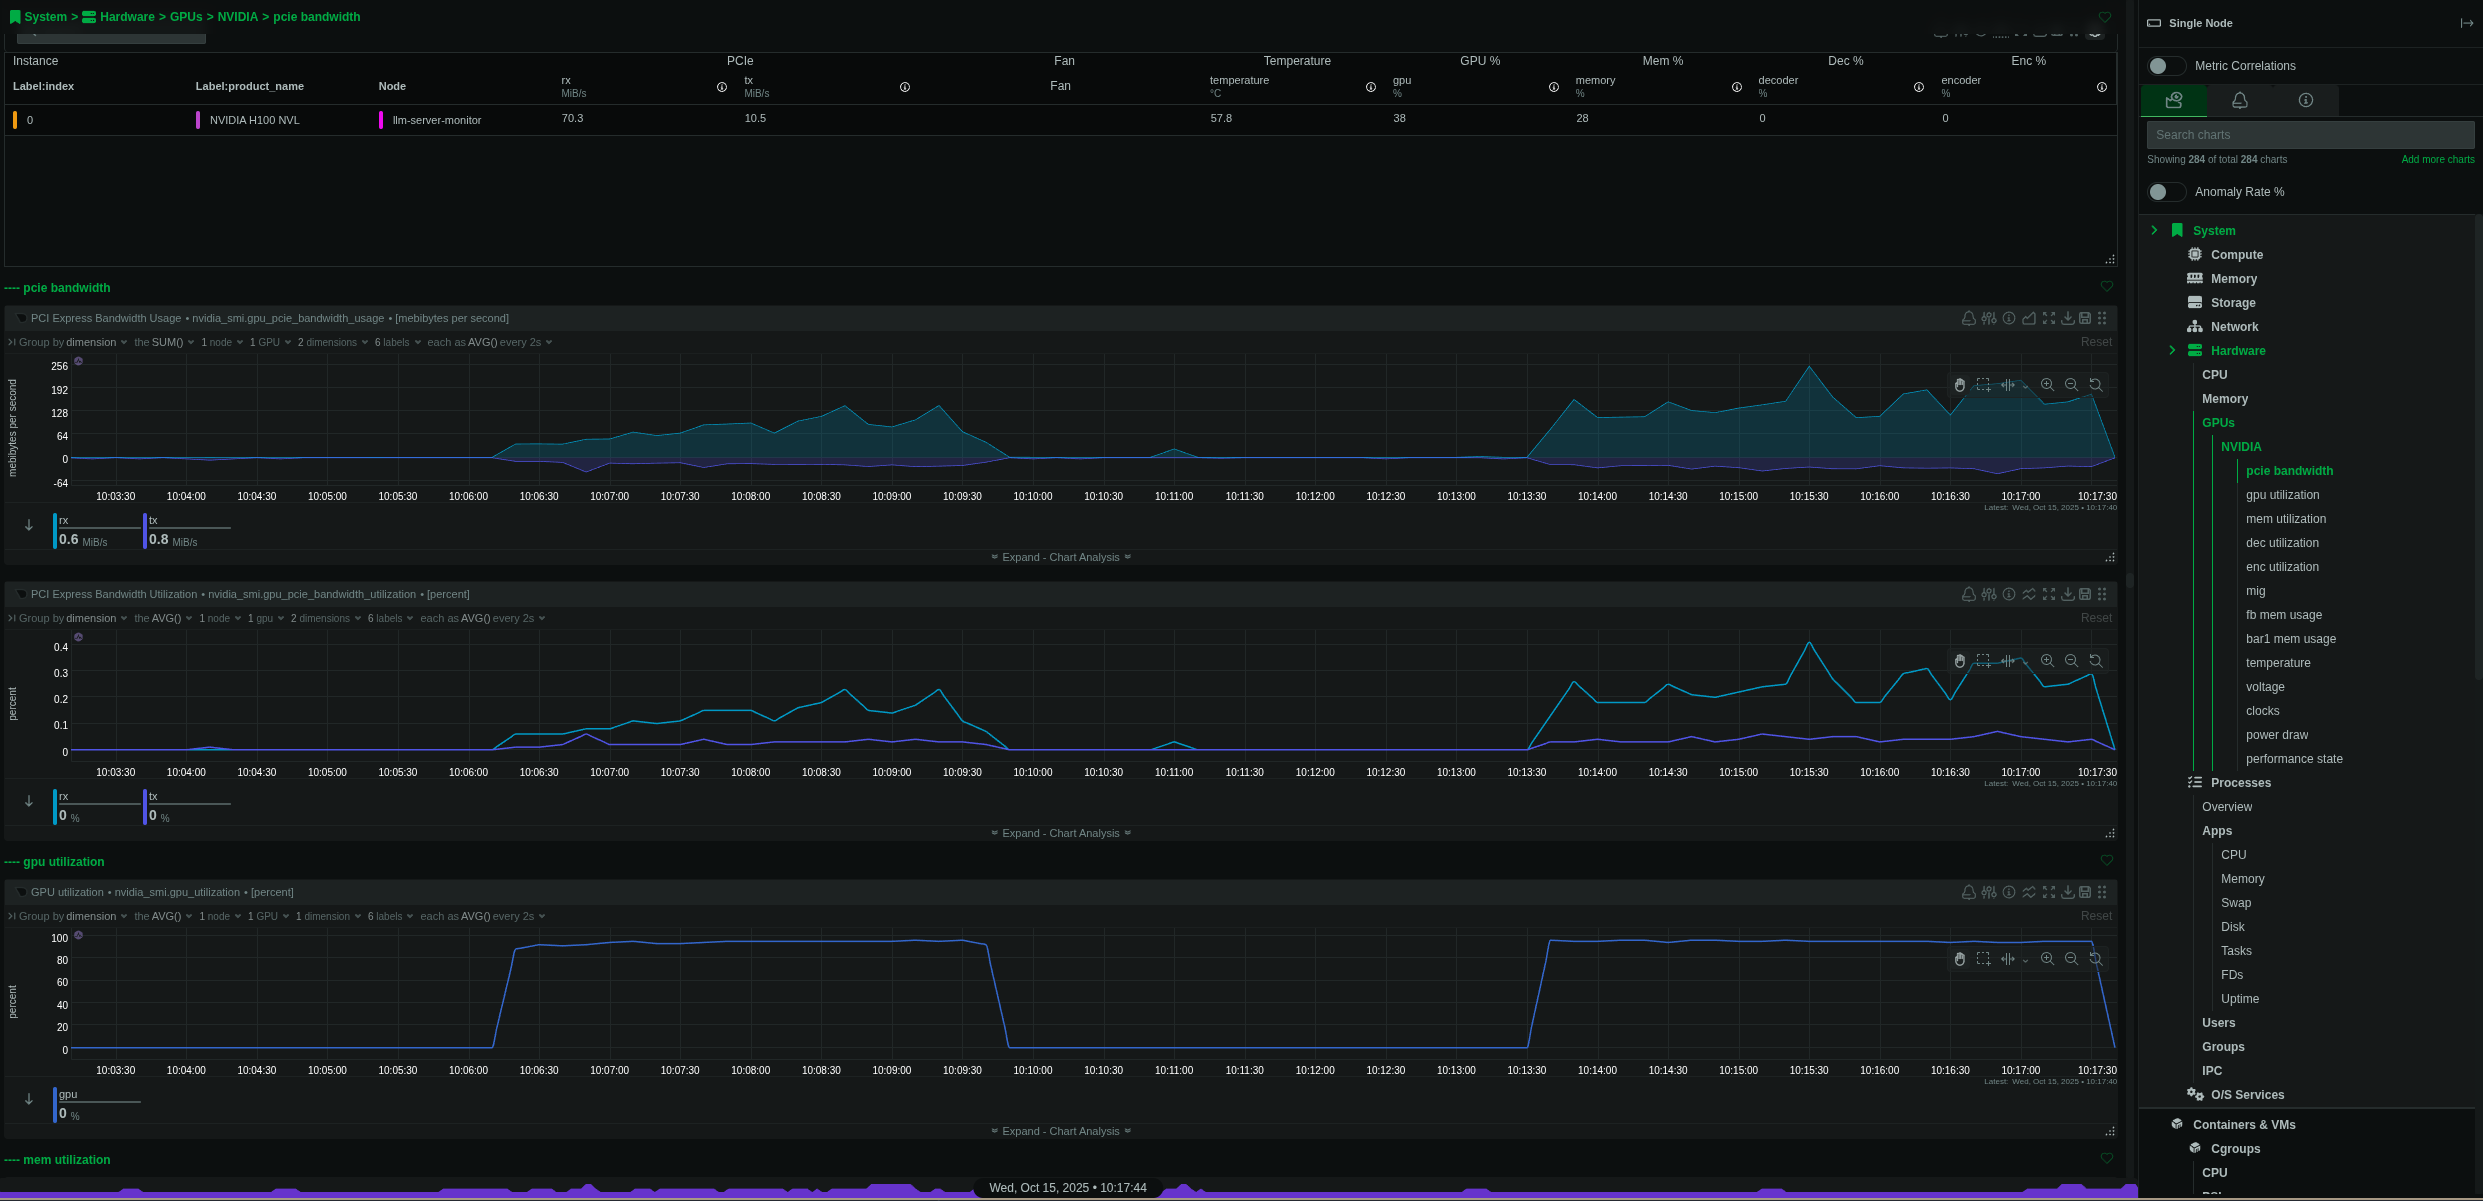 System > Hardware > GPUs > NVIDIA > pcie bandwidth
Instance PCIe Fan Temperature GPU % Mem % Dec % Enc %
Label:index Label:product_name Node rx MiB/s tx MiB/s Fan temperature °C gpu % memory % decoder % encoder %
0 NVIDIA H100 NVL llm-server-monitor 70.3 10.5 57.8 38 28 0 0
---- pcie bandwidth
PCI Express Bandwidth Usage • nvidia_smi.gpu_pcie_bandwidth_usage • [mebibytes per second]
Group by dimension the SUM() 1 node 1 GPU 2 dimensions 6 labels each as AVG() every 2s Reset
mebibytes per second
256
192
128
64
0
-64
10:03:30 10:04:00 10:04:30 10:05:00 10:05:30 10:06:00 10:06:30 10:07:00 10:07:30 10:08:00 10:08:30 10:09:00 10:09:30 10:10:00 10:10:30 10:11:00 10:11:30 10:12:00 10:12:30 10:13:00 10:13:30 10:14:00 10:14:30 10:15:00 10:15:30 10:16:00 10:16:30 10:17:00 10:17:30
Latest: Wed, Oct 15, 2025 • 10:17:40
rx tx
0.6 MiB/s 0.8 MiB/s
Expand - Chart Analysis
PCI Express Bandwidth Utilization • nvidia_smi.gpu_pcie_bandwidth_utilization • [percent]
Group by dimension the AVG() 1 node 1 gpu 2 dimensions 6 labels each as AVG() every 2s Reset
percent
0.4
0.3
0.2
0.1
0
10:03:30 10:04:00 10:04:30 10:05:00 10:05:30 10:06:00 10:06:30 10:07:00 10:07:30 10:08:00 10:08:30 10:09:00 10:09:30 10:10:00 10:10:30 10:11:00 10:11:30 10:12:00 10:12:30 10:13:00 10:13:30 10:14:00 10:14:30 10:15:00 10:15:30 10:16:00 10:16:30 10:17:00 10:17:30
Latest: Wed, Oct 15, 2025 • 10:17:40
rx tx
0 % 0 %
Expand - Chart Analysis
---- gpu utilization
GPU utilization • nvidia_smi.gpu_utilization • [percent]
Group by dimension the AVG() 1 node 1 GPU 1 dimension 6 labels each as AVG() every 2s Reset
percent
100
80
60
40
20
0
10:03:30 10:04:00 10:04:30 10:05:00 10:05:30 10:06:00 10:06:30 10:07:00 10:07:30 10:08:00 10:08:30 10:09:00 10:09:30 10:10:00 10:10:30 10:11:00 10:11:30 10:12:00 10:12:30 10:13:00 10:13:30 10:14:00 10:14:30 10:15:00 10:15:30 10:16:00 10:16:30 10:17:00 10:17:30
Latest: Wed, Oct 15, 2025 • 10:17:40
gpu
0 %
Expand - Chart Analysis
---- mem utilization
Wed, Oct 15, 2025 • 10:17:44
Single Node
Metric Correlations
Search charts
Showing 284 of total 284 charts Add more charts
Anomaly Rate %
System
Compute
Memory
Storage
Network
Hardware
CPU
Memory
GPUs
NVIDIA
pcie bandwidth
gpu utilization
mem utilization
dec utilization
enc utilization
mig
fb mem usage
bar1 mem usage
temperature
voltage
clocks
power draw
performance state
Processes
Overview
Apps
CPU
Memory
Swap
Disk
Tasks
FDs
Uptime
Users
Groups
IPC
O/S Services
Containers & VMs
Cgroups
CPU